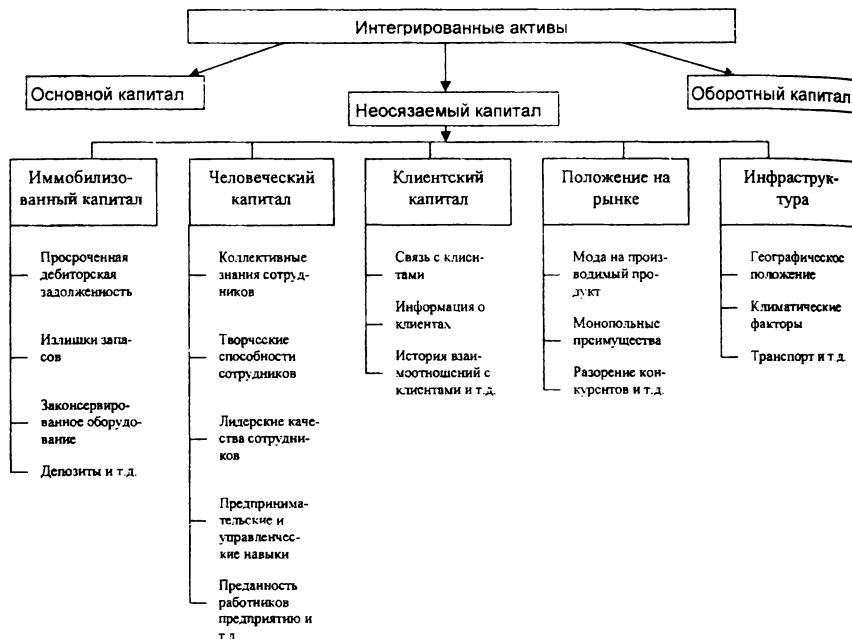 Интегрированные активы
Основной капитал
Неосязаемый капитал
Оборотный капитал
Иммобилизо-
ванный капитал
Просроченная
дебиторская
задолженность
Излишки запа-
сов
Законсервиро-
ванное оборудо-
вание
Депозиты и т.д.
Человеческий
капитал
Коллективные
знания сотруд-
ников
Творческие
способности
сотрудников
Лидерские каче-
ства сотрудни-
ков
Предпринима-
тельские и
управленчес-
кие навыки
Преданность
работников
предприятию и
т.д.
Клиентский
капитал
Связь с клиен-
тами
Информация о
клиентах
История взаи-
моотношений с
клиентами и т.д.
Положение на
рынке
Мода на произ-
водимый про-
дукт
Монопольные
преимущества
Разорение кон-
курентов и т.д.
Инфраструк-
тура
Географическое
положение
Климатические
факторы
Транспорт и т.д.